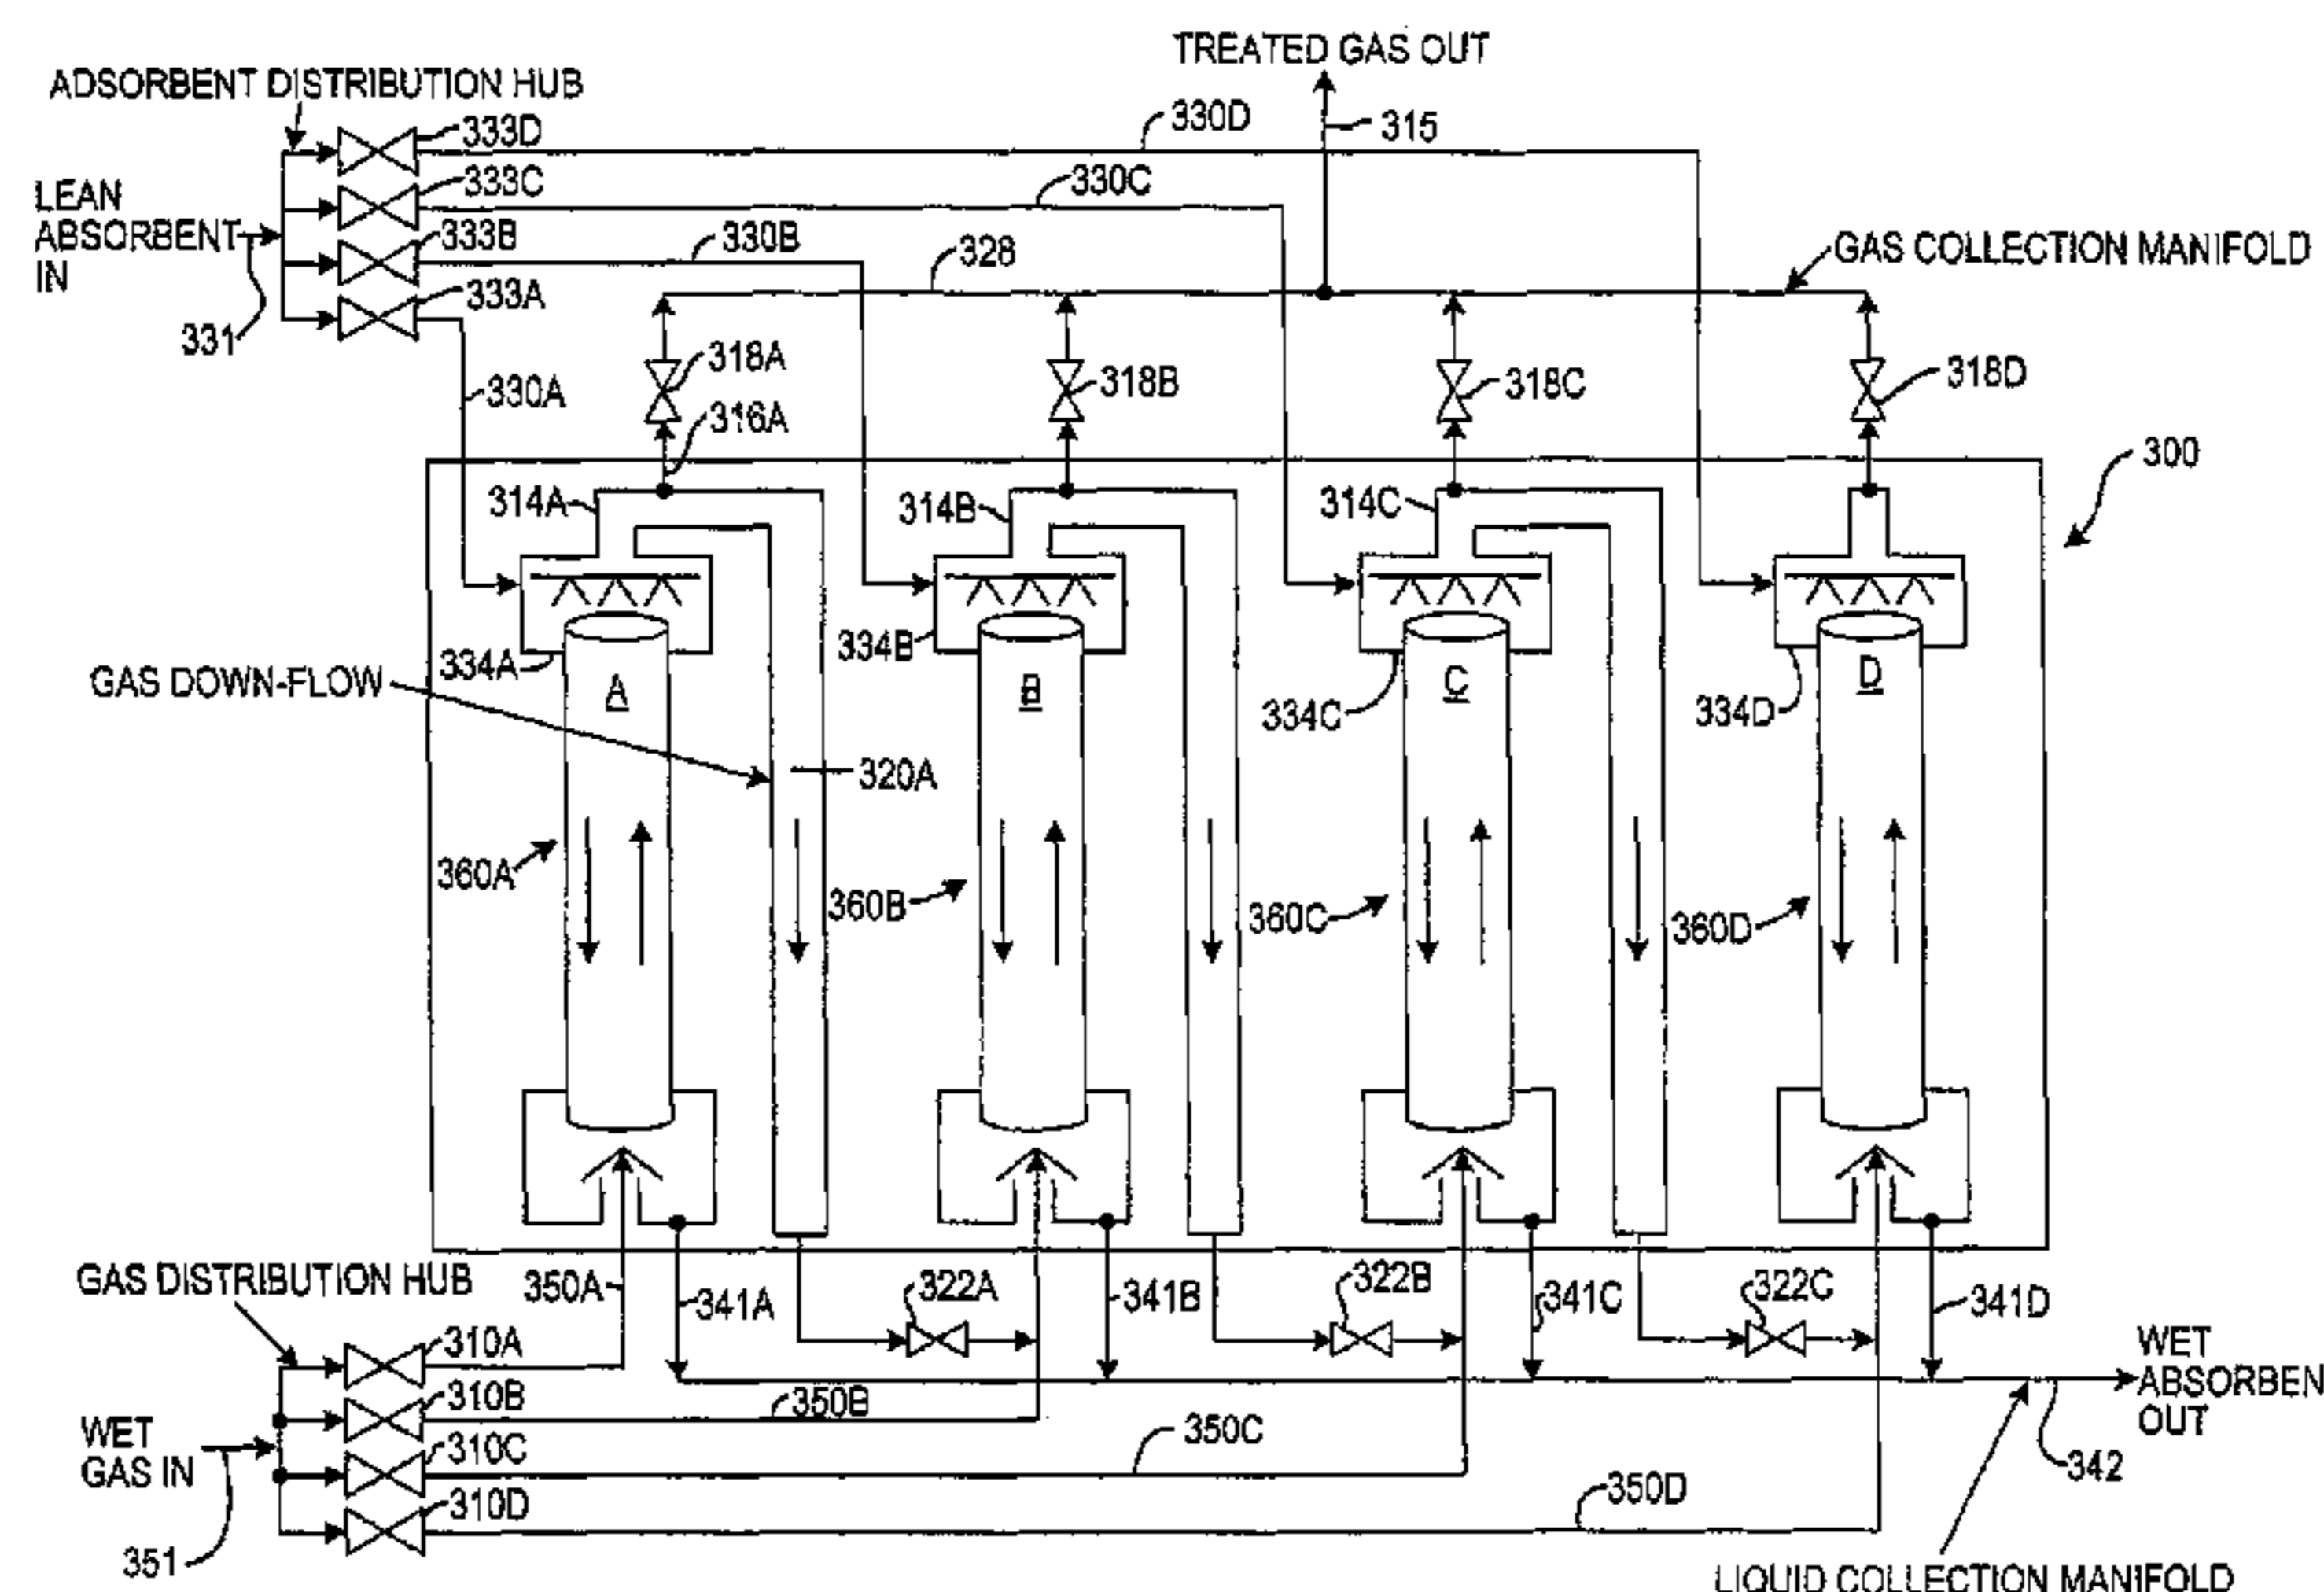 TREATED GAS OUT
ADSORBENT DISTRIBUTION HUB
333D
330D
315
LEAN
ABSORBENT
IN
333C
330C
333B
330B
328
GAS COLLECTION MANIFOLD
333A
331
318A
318B
318C
318D
330A
316A
300
314A
314B
314C
334A
334B
334C
334D
GAS DOWN-FLOW
A
B
C
D
320A
360A
360B
360C
360D
GAS DISTRIBUTION HUB
350A
341A
322A
341B
322B
341C
322C
341D
310A
WET
ABSORBEN
OUT
310B
350B
WET
GAS IN
310C
350C
342
310D
350D
351
LIQUID COLLECTION MANIFOLD